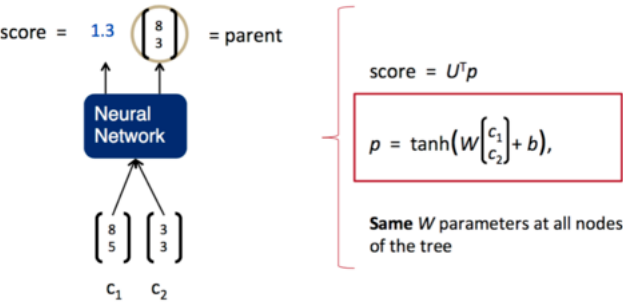 score = 1.3 [8 3] = parent
Neural
Network
[8 5] [3 3]
c₁ c₂
score = Uᵀp
p = tanh(W[c₁ c₂] + b),
Same W parameters at all nodes
of the tree